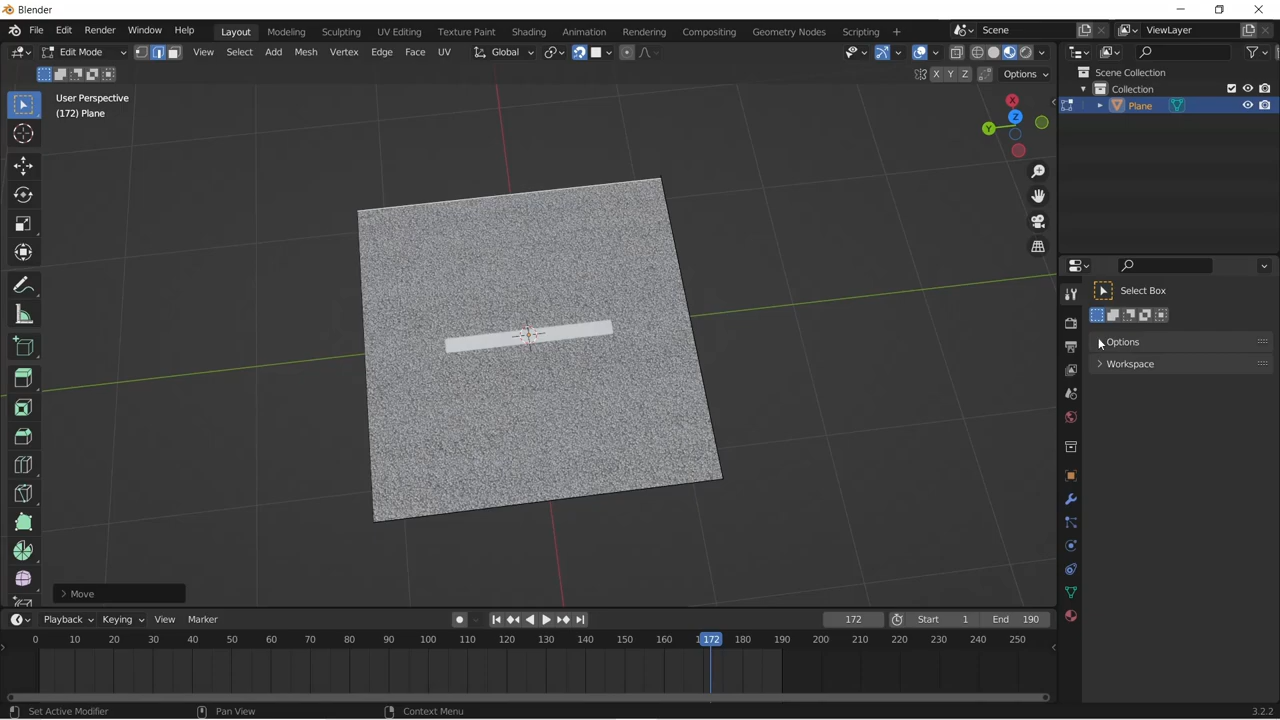 Blender
File Edit Render Window Help Layout Modeling Sculpting UV Editing Texture Paint Shading Animation Rendering Compositing Geometry Nodes Scripting Scene ViewLayer
Edit Mode View Select Add Mesh Vertex Edge Face UV Global
X Y Z Options
User Perspective
(172) Plane
X
Y
Z
Scene Collection
Collection
Plane
Select Box
Options
Workspace
Move
Playback Keying View Marker 172 Start 1 End 190
0 10 20 30 40 50 60 70 80 90 100 110 120 130 140 150 160 172 180 190 200 210 220 230 240 250
Set Active Modifier Pan View Context Menu 3.2.2